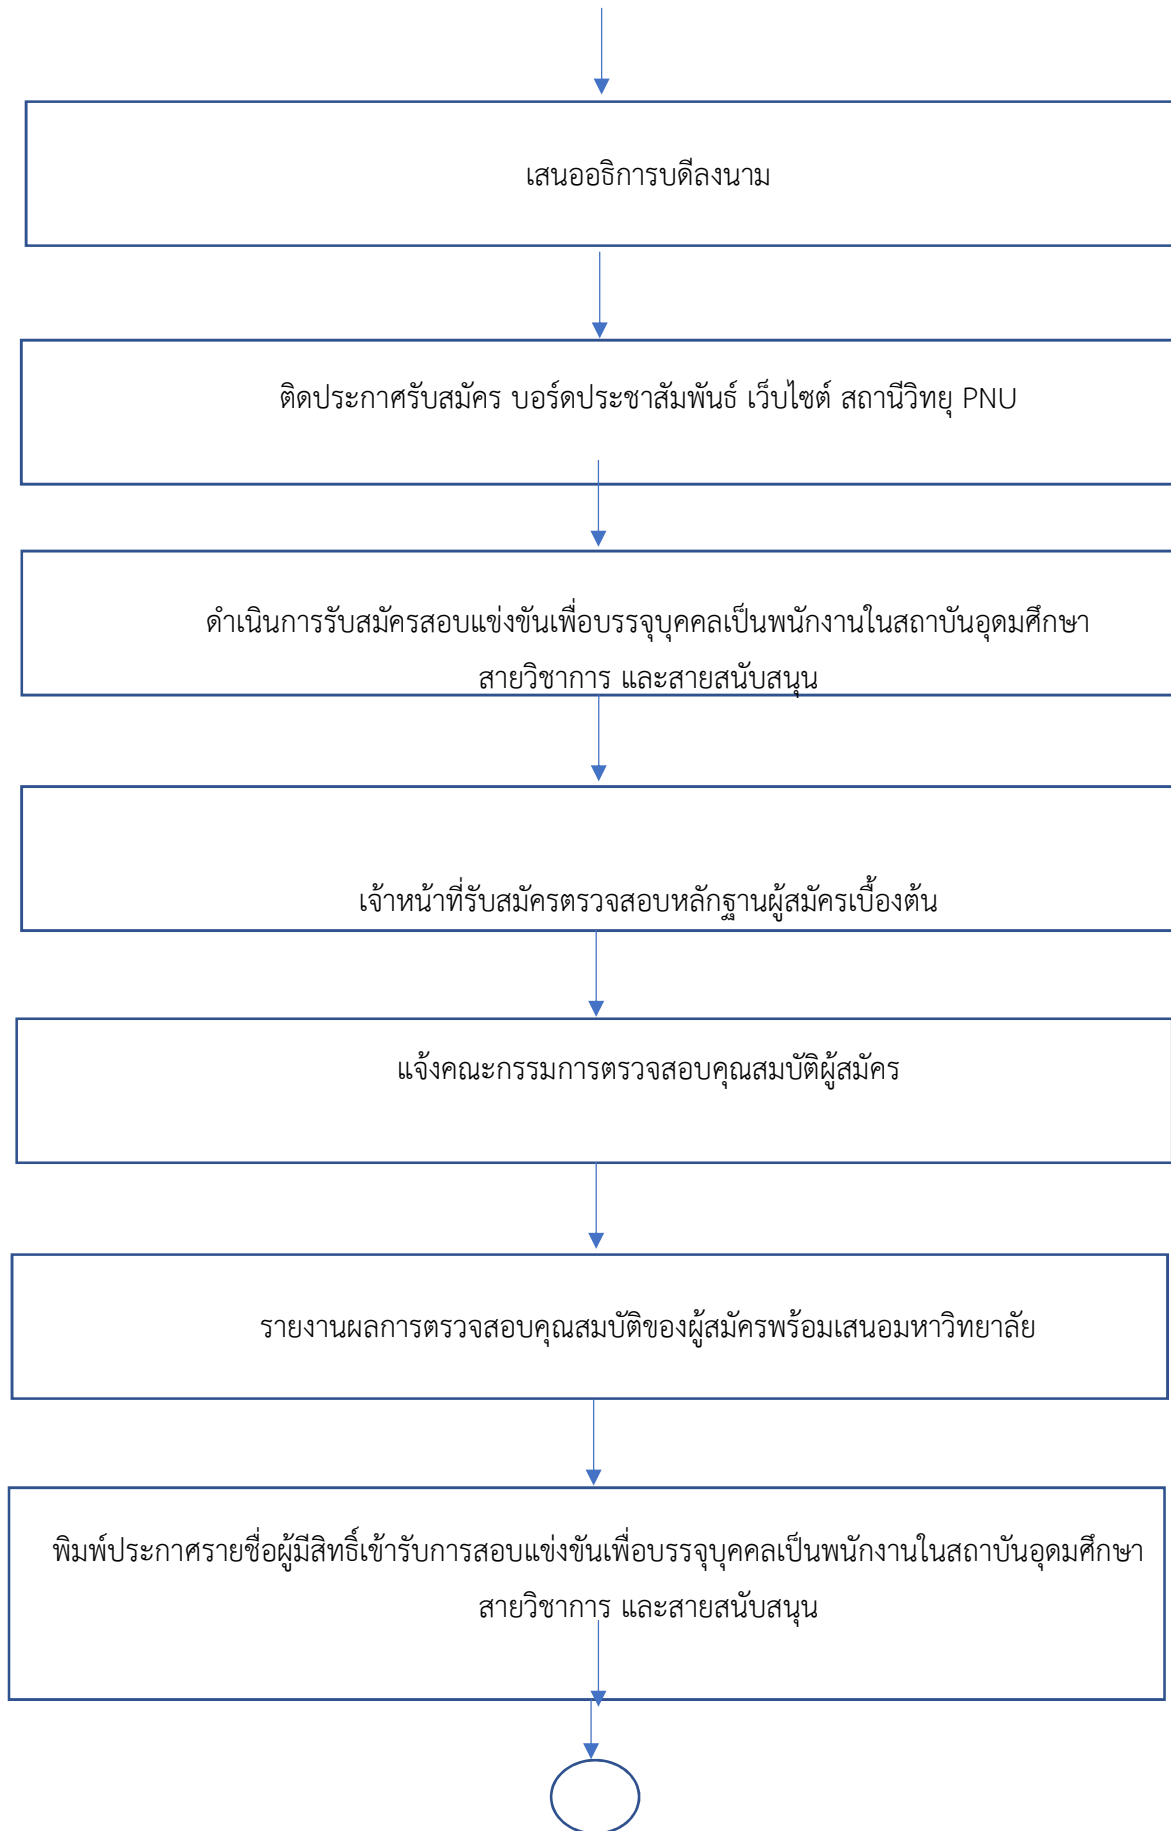 เสนออธิการบดีลงนาม
ติดประกาศรับสมัคร บอร์ดประชาสัมพันธ์ เว็บไซต์ สถานีวิทยุ PNU
ดำเนินการรับสมัครสอบแข่งขันเพื่อบรรจุบุคคลเป็นพนักงานในสถาบันอุดมศึกษา
สายวิชาการ และสายสนับสนุน
เจ้าหน้าที่รับสมัครตรวจสอบหลักฐานผู้สมัครเบื้องต้น
แจ้งคณะกรรมการตรวจสอบคุณสมบัติผู้สมัคร
รายงานผลการตรวจสอบคุณสมบัติของผู้สมัครพร้อมเสนอมหาวิทยาลัย
พิมพ์ประกาศรายชื่อผู้มีสิทธิ์เข้ารับการสอบแข่งขันเพื่อบรรจุบุคคลเป็นพนักงานในสถาบันอุดมศึกษา
สายวิชาการ และสายสนับสนุน